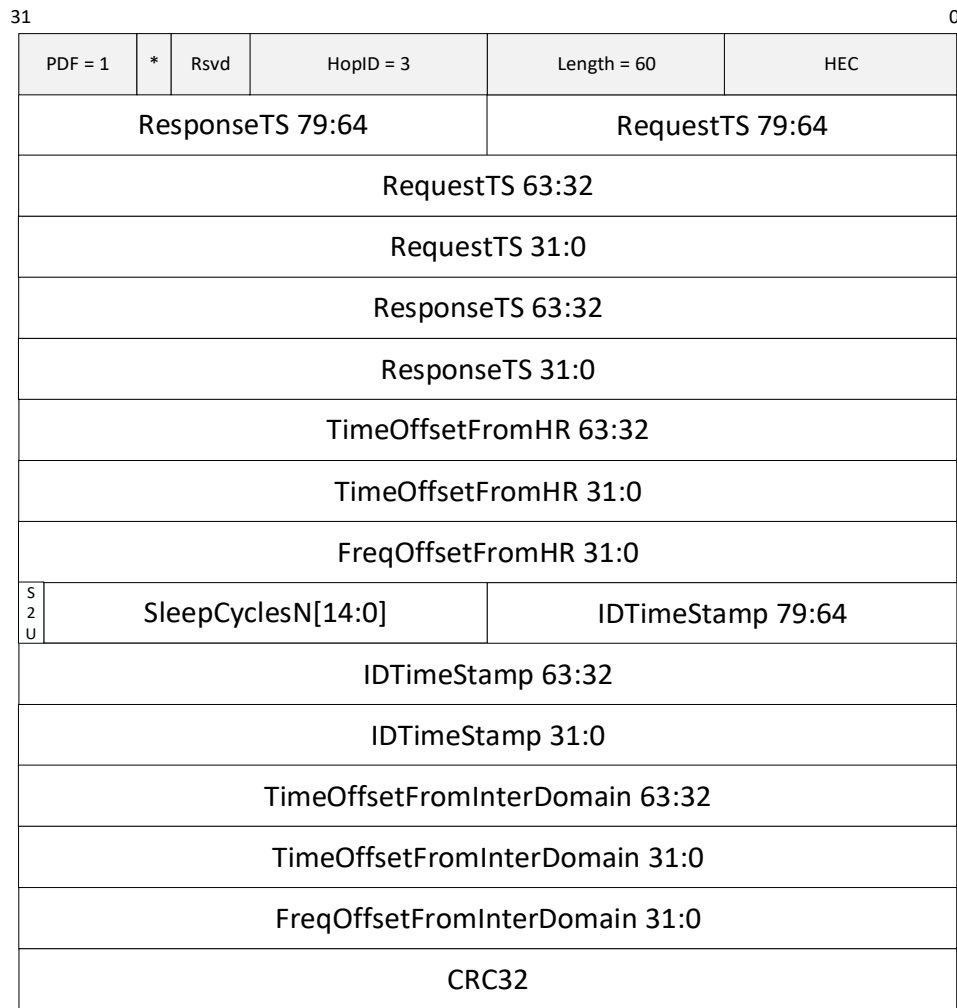 31 0
PDF = 1 * Rsvd HopID = 3 Length = 60 HEC
ResponseTS 79:64 RequestTS 79:64
RequestTS 63:32
RequestTS 31:0
ResponseTS 63:32
ResponseTS 31:0
TimeOffsetFromHR 63:32
TimeOffsetFromHR 31:0
FreqOffsetFromHR 31:0
S2U SleepCyclesN[14:0] IDTimeStamp 79:64
IDTimeStamp 63:32
IDTimeStamp 31:0
TimeOffsetFromInterDomain 63:32
TimeOffsetFromInterDomain 31:0
FreqOffsetFromInterDomain 31:0
CRC32